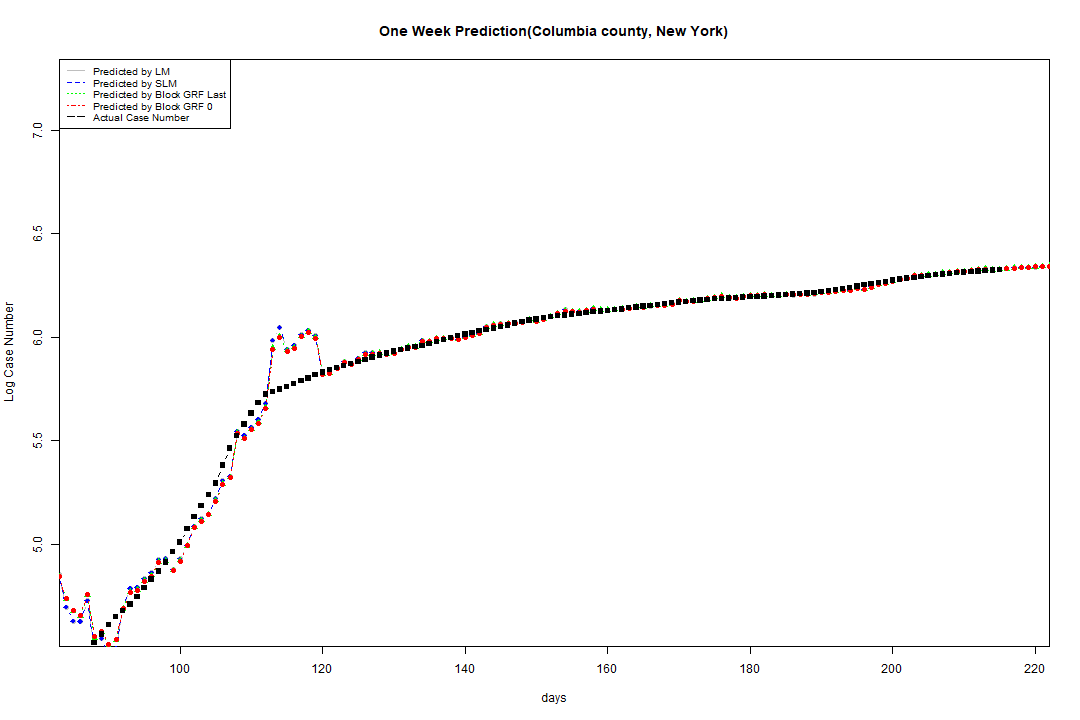 One Week Prediction(Columbia county, New York)
Predicted by LM
Predicted by SLM
Predicted by Block GRF Last
Predicted by Block GRF 0
Actual Case Number
7.0
6.5
6.0
5.5
5.0
Log Case Number
100 120 140 160 180 200 220
days